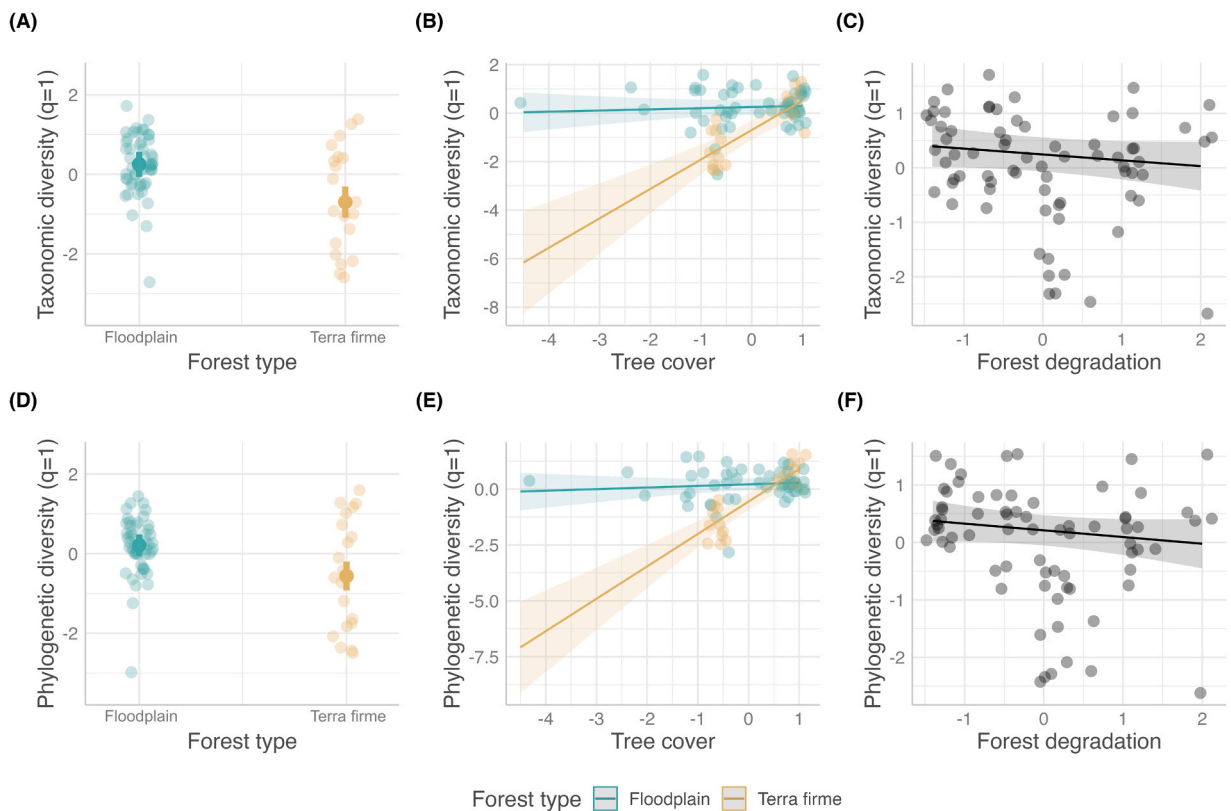 (A)
Taxonomic diversity (q=1)
2
0
-2
Floodplain
Terra firme
Forest type
(B)
Taxonomic diversity (q=1)
2
0
-2
-4
-6
-8
-4
-3
-2
-1
0
1
Tree cover
(C)
Taxonomic diversity (q=1)
1
0
-1
-2
-1
0
1
2
Forest degradation
(D)
Phylogenetic diversity (q=1)
2
0
-2
Floodplain
Terra firme
Forest type
(E)
Phylogenetic diversity (q=1)
0.0
-2.5
-5.0
-7.5
-4
-3
-2
-1
0
1
Tree cover
(F)
Phylogenetic diversity (q=1)
1
0
-1
-2
-1
0
1
2
Forest degradation
Forest type Floodplain Terra firme